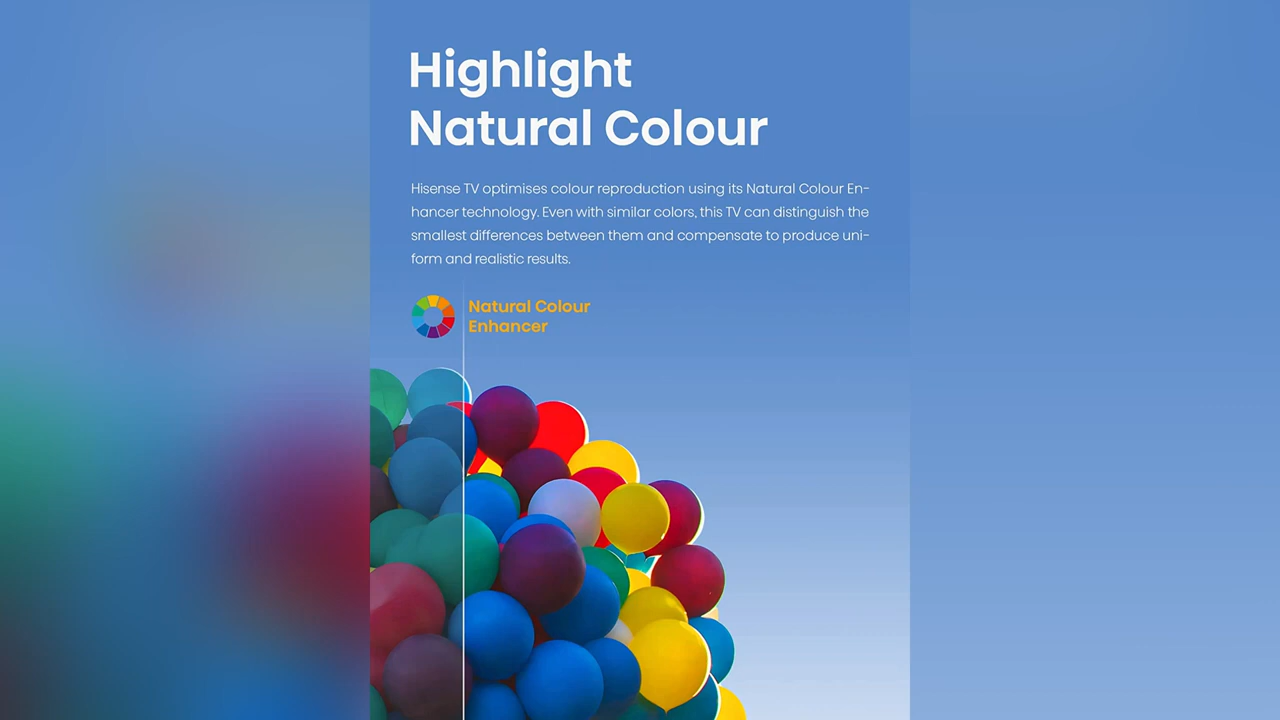 Highlight
Natural Colour
Hisense TV optimises colour reproduction using its Natural Colour En-
hancer technology. Even with similar colors, this TV can distinguish the
smallest differences between them and compensate to produce uni-
form and realistic results.
Natural Colour
Enhancer